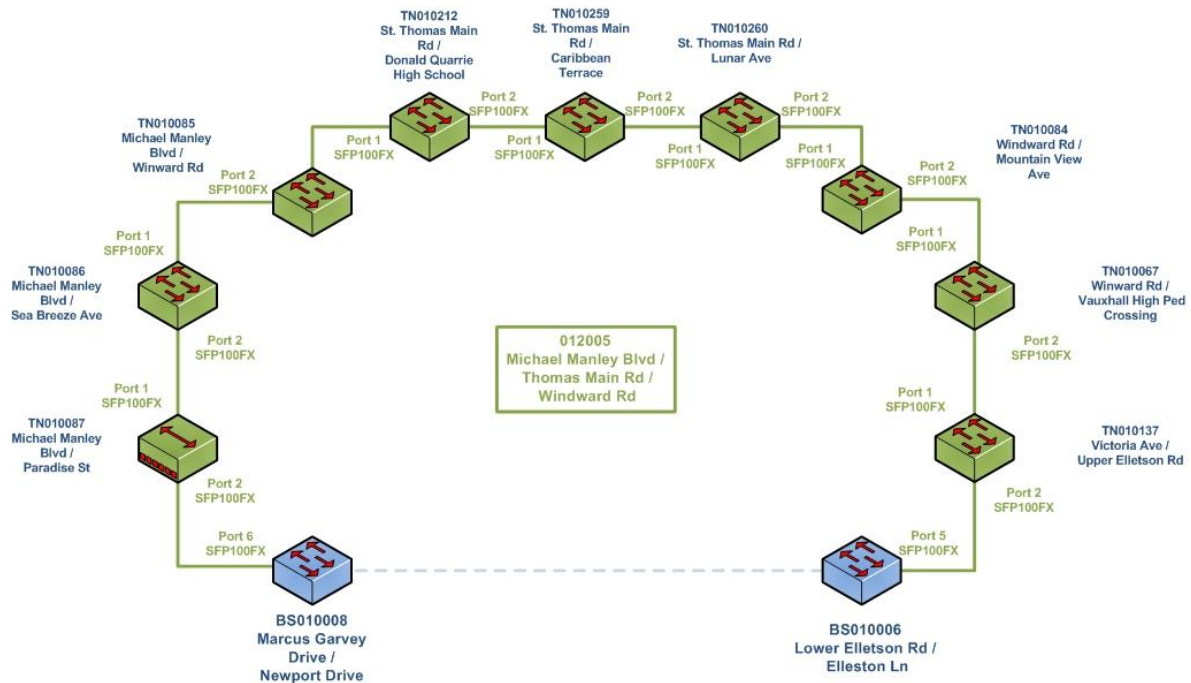 TN010212
St. Thomas Main
Rd /
Donald Quarrie
High School
TN010259
St. Thomas Main
Rd /
Caribbean
Terrace
TN010260
St. Thomas Main Rd /
Lunar Ave
Port 2
SFP100FX
Port 2
SFP100FX
Port 2
SFP100FX
TN010085
Michael Manley
Blvd /
Winward Rd
Port 1
SFP100FX
Port 1
SFP100FX
Port 1
SFP100FX
Port 1
SFP100FX
TN010084
Windward Rd /
Mountain View
Ave
Port 2
SFP100FX
Port 2
SFP100FX
Port 1
SFP100FX
Port 1
SFP100FX
TN010086
Michael Manley
Blvd /
Sea Breeze Ave
TN010067
Winward Rd /
Vauxhall High Ped
Crossing
012005
Michael Manley Blvd /
Thomas Main Rd /
Windward Rd
Port 2
SFP100FX
Port 2
SFP100FX
Port 1
SFP100FX
Port 1
SFP100FX
TN010087
Michael Manley
Blvd /
Paradise St
TN010137
Victoria Ave /
Upper Elletson Rd
Port 2
SFP100FX
Port 2
SFP100FX
Port 6
SFP100FX
Port 5
SFP100FX
BS010008
Marcus Garvey
Drive /
Newport Drive
BS010006
Lower Elletson Rd /
Elleston Ln